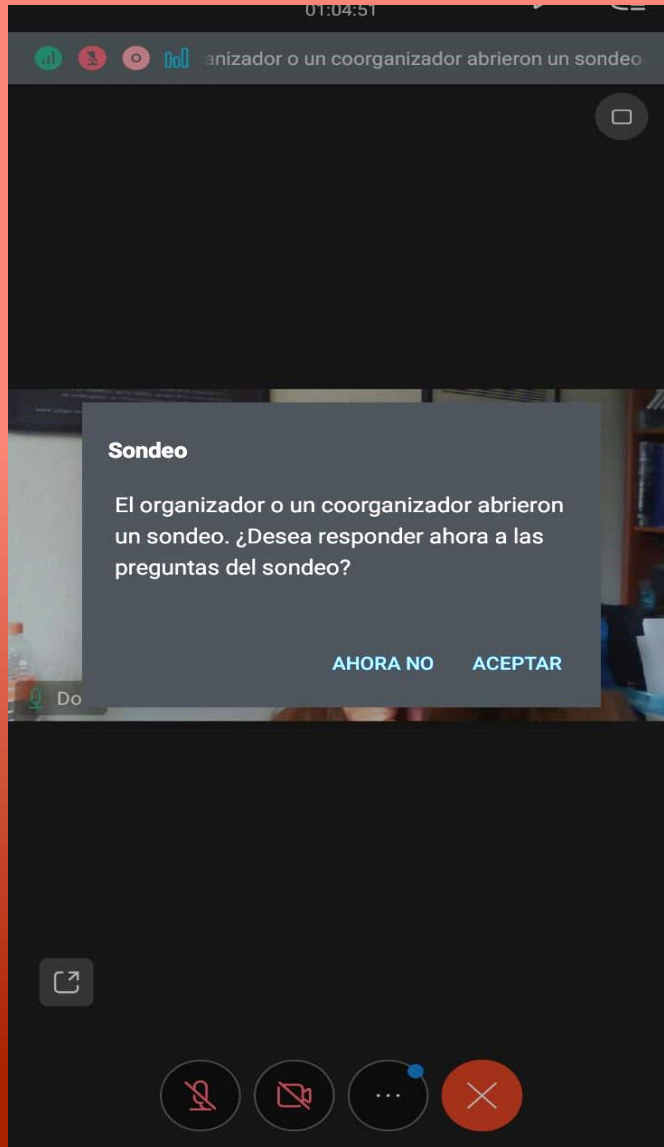 01:04:51
anizador o un coorganizador abrieron un sondeo.
Sondeo
El organizador o un coorganizador abrieron
un sondeo. ¿Desea responder ahora a las
preguntas del sondeo?
AHORA NO ACEPTAR
Do